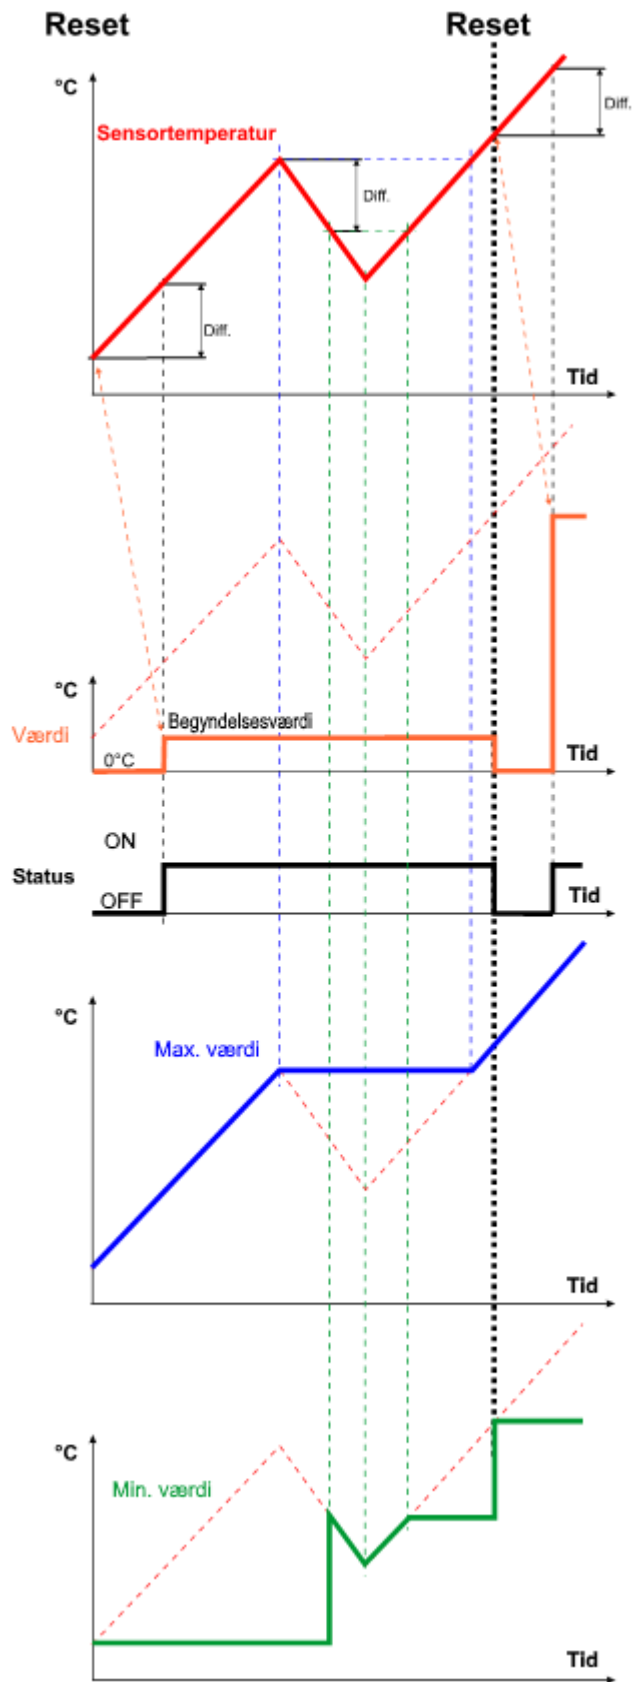 Reset Reset
°C
Diff.
Sensortemperatur
Diff.
Diff.
Tid
°C
Begyndelsesværdi
Værdi
0°C
Tid
ON
Status
OFF
Tid
°C
Max. værdi
Tid
°C
Min. værdi
Tid